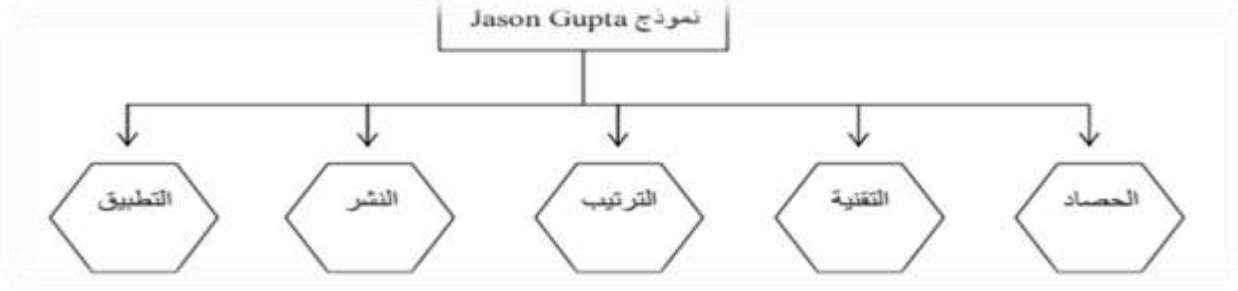 نموذج Jason Gupta
الحصاد
التقنية
الترتيب
النشر
التطبيق